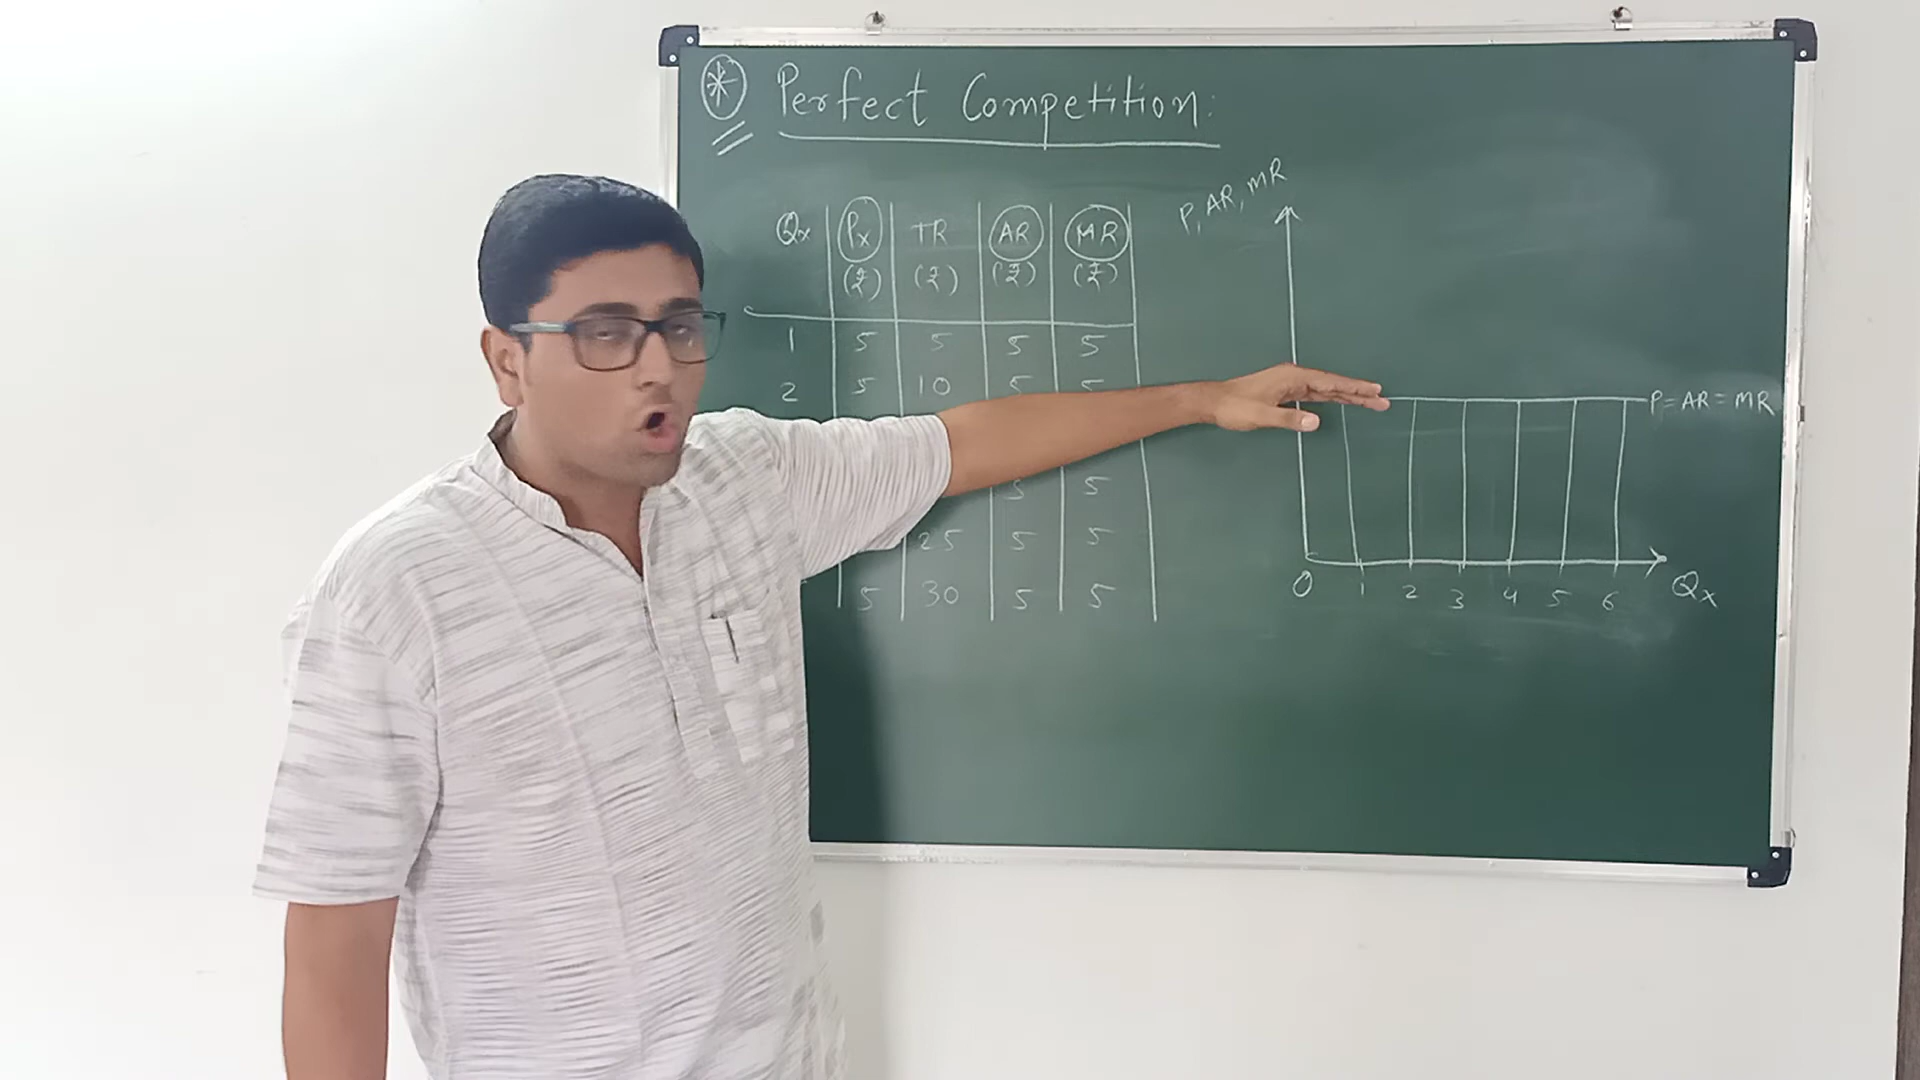 * Perfect Competition:
Qx Px TR AR MR
(₹) (₹) (₹) (₹)
1 5 5 5 5
2 5 10 5 5
5 5
25 5 5
5 30 5 5
P, AR, MR
P = AR = MR
0 1 2 3 4 5 6 Qx